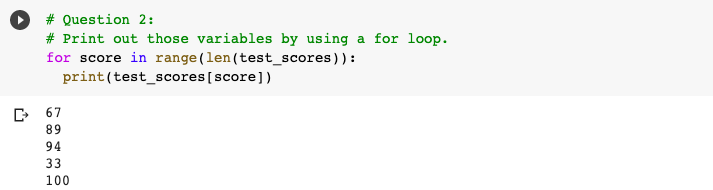 # Question 2:
# Print out those variables by using a for loop.
for score in range(len(test_scores)):
  print(test_scores[score])
67
89
94
33
100